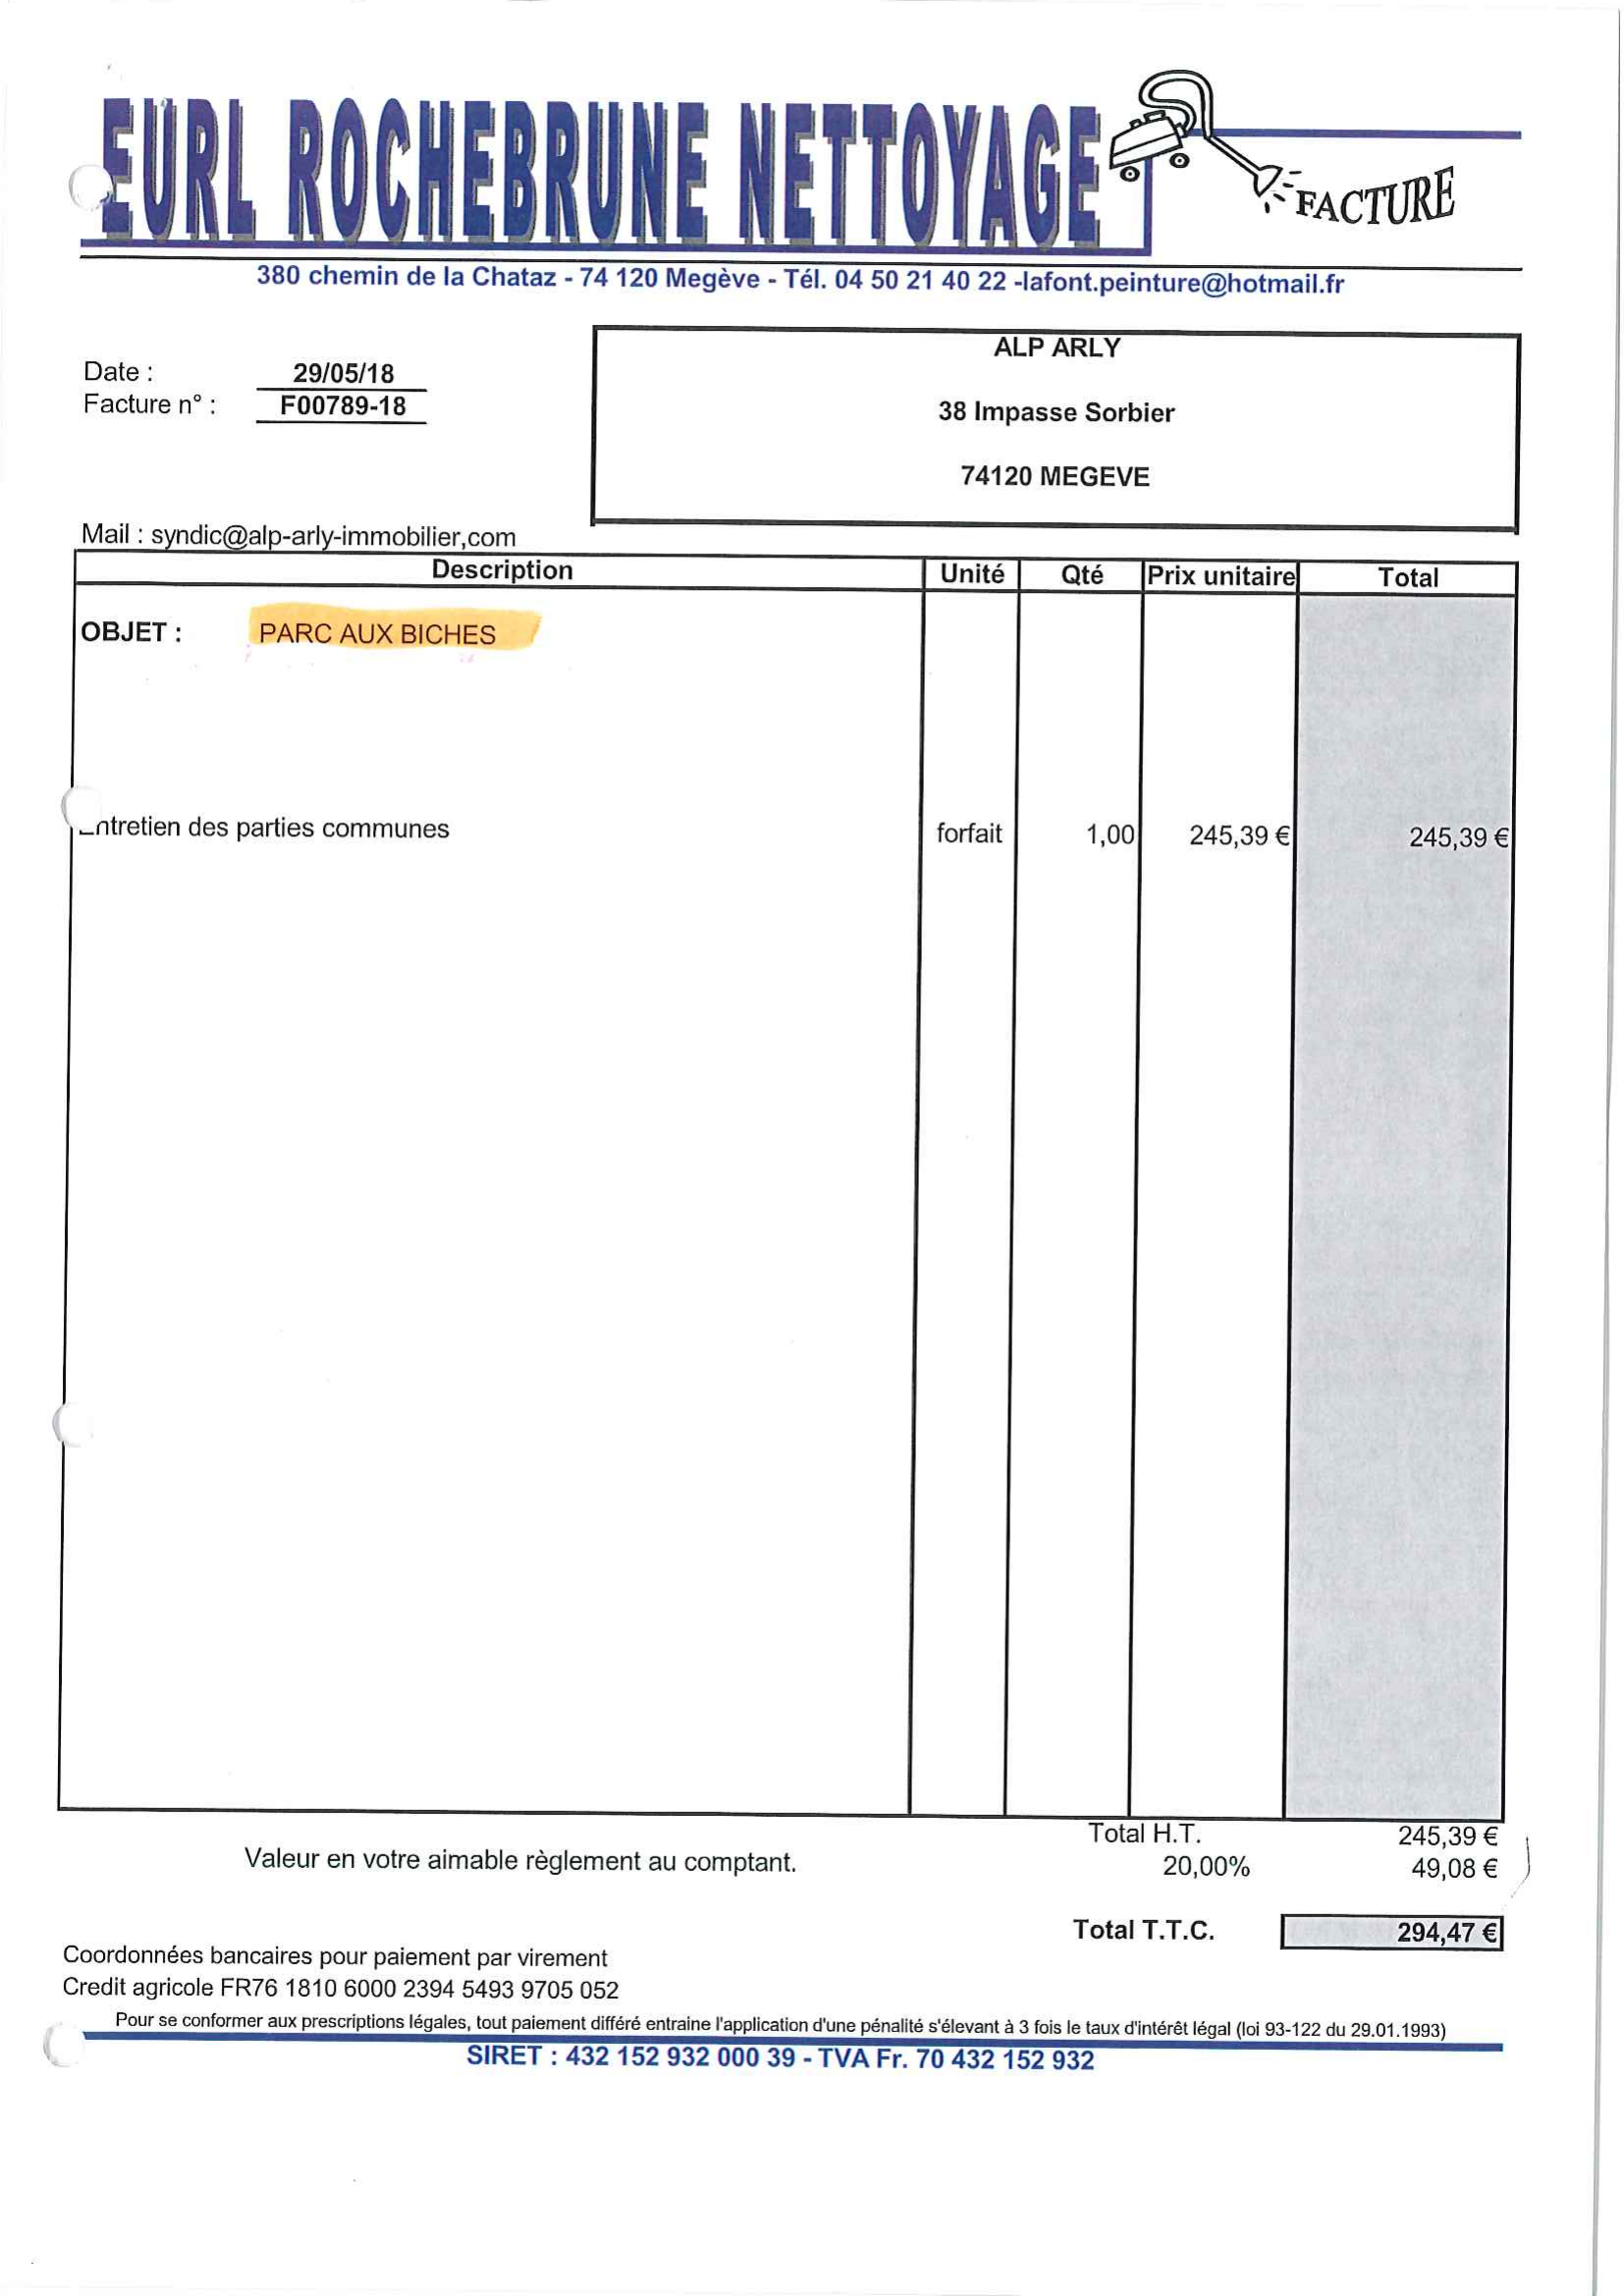 EURL ROCHEBRUNE NETTOYAGE
FACTURE
380 chemin de la Chataz - 74 120 Megève - Tél. 04 50 21 40 22 -lafont.peinture@hotmail.fr
Date : 29/05/18
Facture n° : F00789-18
ALP ARLY
38 Impasse Sorbier
74120 MEGEVE
Mail : syndic@alp-arly-immobilier,com
Description Unité Qté Prix unitaire Total
OBJET : PARC AUX BICHES
Entretien des parties communes forfait 1,00 245,39 € 245,39 €
Total H.T. 245,39 €
Valeur en votre aimable règlement au comptant. 20,00% 49,08 €
Total T.T.C. 294,47 €
Coordonnées bancaires pour paiement par virement
Credit agricole FR76 1810 6000 2394 5493 9705 052
Pour se conformer aux prescriptions légales, tout paiement différé entraine l'application d'une pénalité s'élevant à 3 fois le taux d'intérêt légal (loi 93-122 du 29.01.1993)
SIRET : 432 152 932 000 39 - TVA Fr. 70 432 152 932